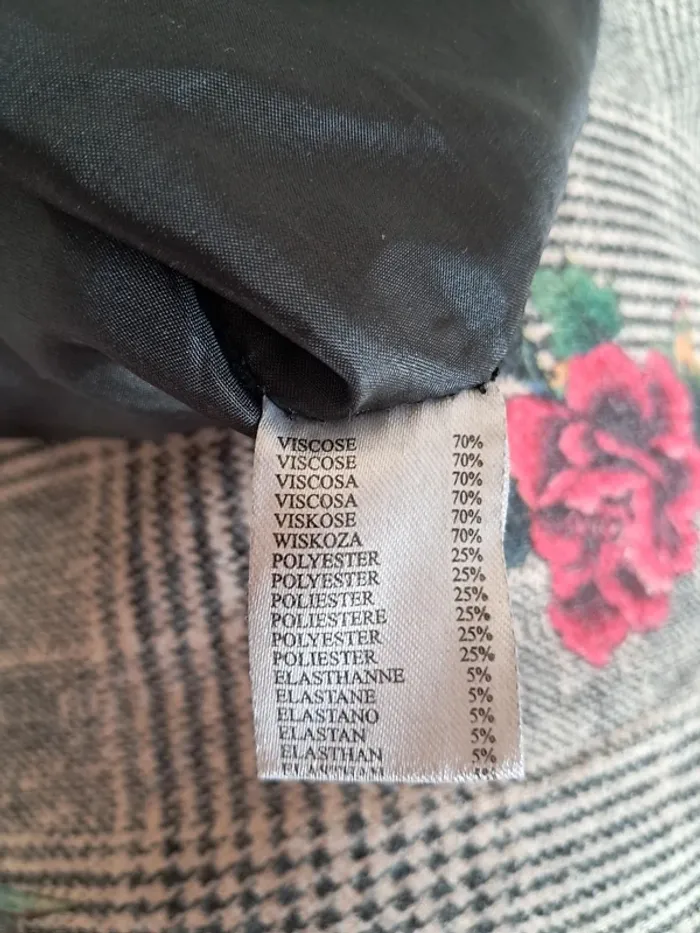 VISCOSE 70%
VISCOSE 70%
VISCOSA 70%
VISCOSA 70%
VISKOSE 70%
WISKOZA 70%
POLYESTER 25%
POLYESTER 25%
POLIESTER 25%
POLIESTERE 25%
POLYESTER 25%
POLIESTER 25%
ELASTHANNE 5%
ELASTANE 5%
ELASTANO 5%
ELASTAN 5%
ELASTHAN 5%